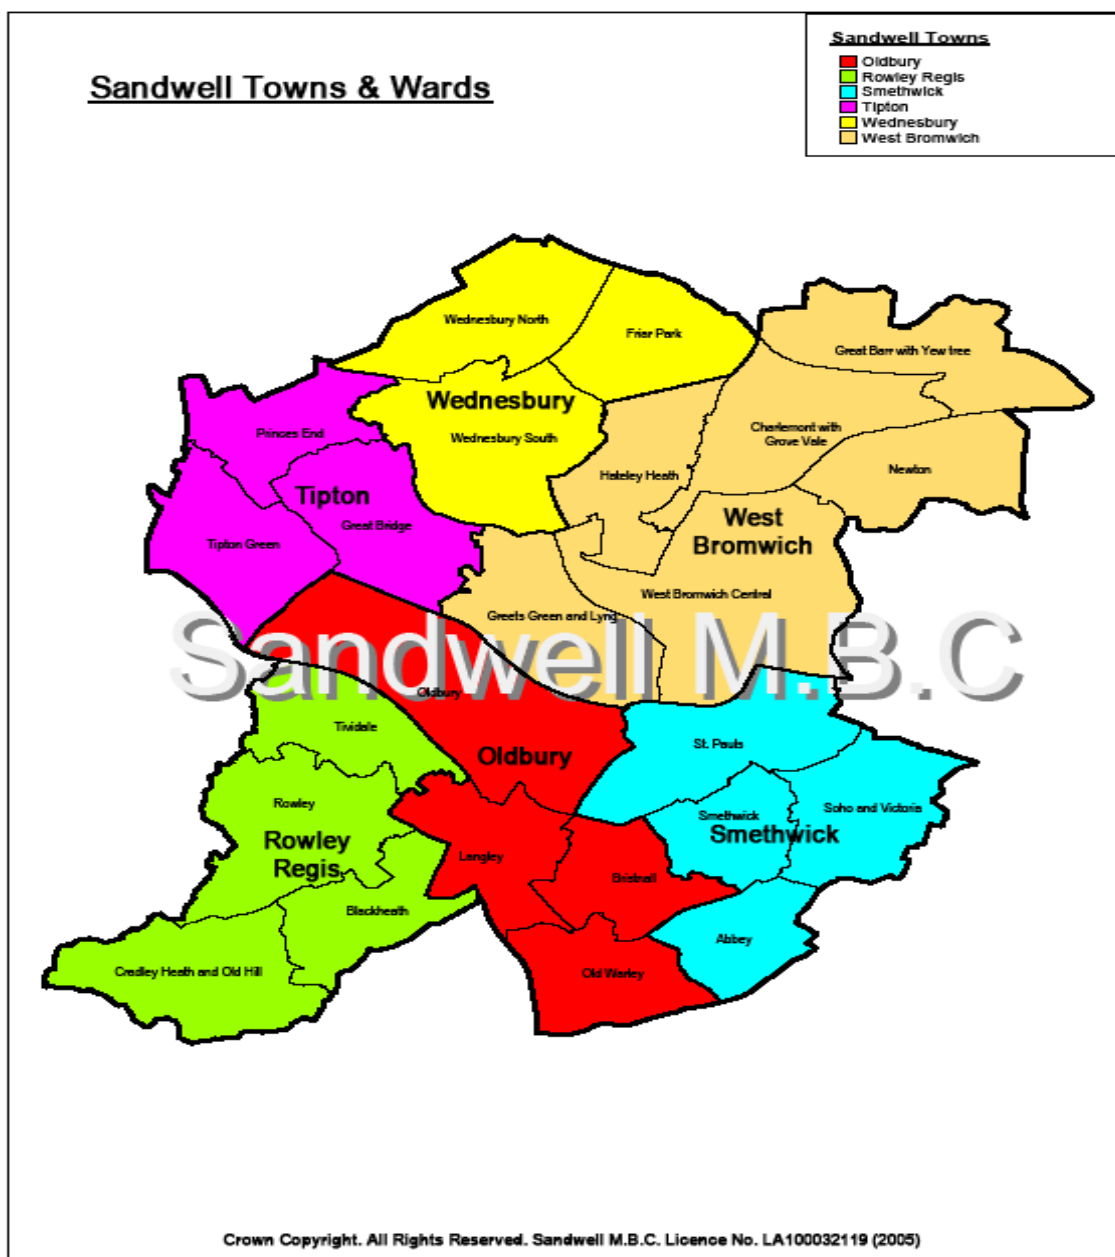 Sandwell Towns & Wards
Sandwell Towns
Oldbury
Rowley Regis
Smethwick
Tipton
Wednesbury
West Bromwich
Wednesbury North
Friar Park
Great Barr with Yew tree
Wednesbury
Wednesbury South
Princes End
Charlemont with
Grove Vale
Newton
Hateley Heath
Tipton
Great Bridge
Tipton Green
West
Bromwich
West Bromwich Central
Greets Green and Lyng
Sandwell M.B.C
Oldbury
Tividale
Oldbury
St. Pauls
Rowley
Smethwick
Soho and Victoria
Smethwick
Rowley
Regis
Langley
Bristnall
Blackheath
Abbey
Cradley Heath and Old Hill
Old Warley
Crown Copyright. All Rights Reserved. Sandwell M.B.C. Licence No. LA100032119 (2005)